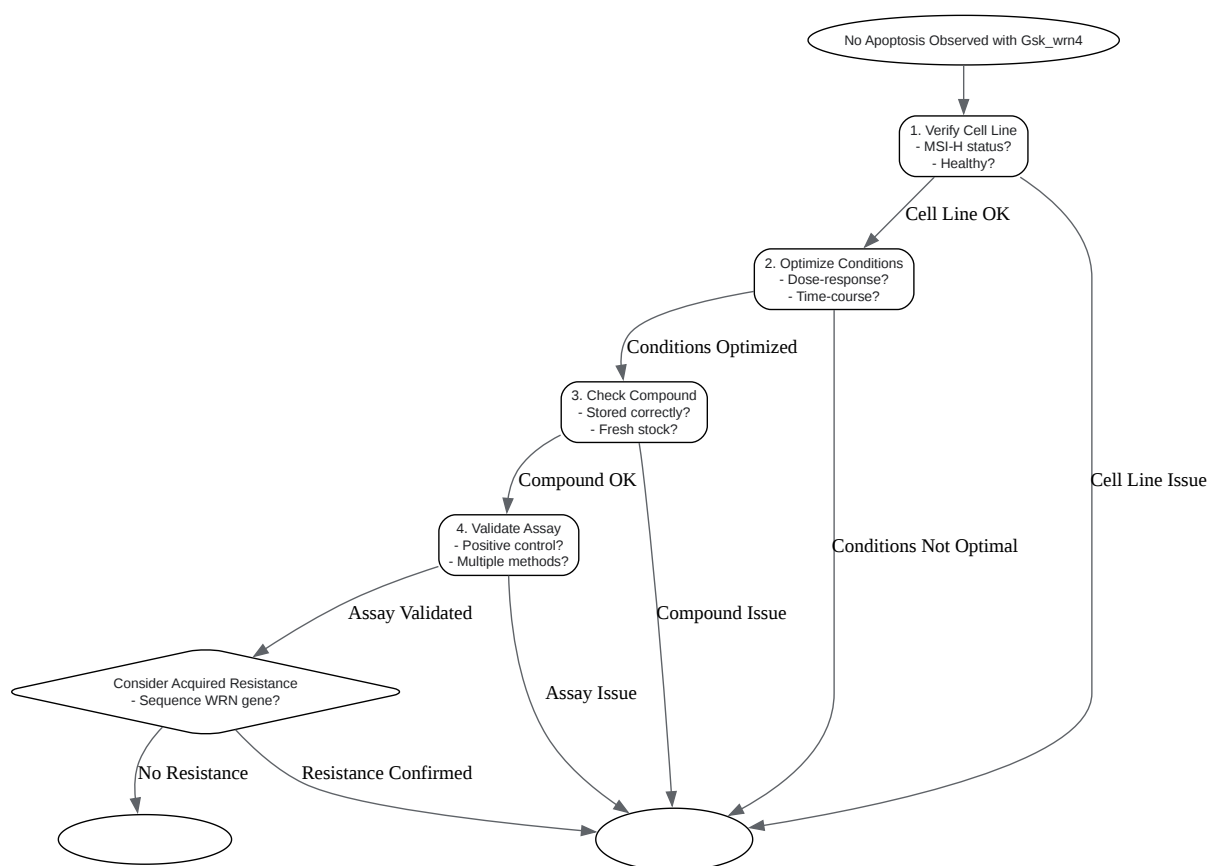 No Apoptosis Observed with Gsk_wrn4
1. Verify Cell Line
- MSI-H status?
- Healthy?
Cell Line OK
2. Optimize Conditions
- Dose-response?
- Time-course?
Conditions Optimized
3. Check Compound
- Stored correctly?
- Fresh stock?
Compound OK
Cell Line Issue
4. Validate Assay
- Positive control?
- Multiple methods?
Conditions Not Optimal
Assay Validated
Compound Issue
Consider Acquired Resistance
- Sequence WRN gene?
Assay Issue
No Resistance
Resistance Confirmed